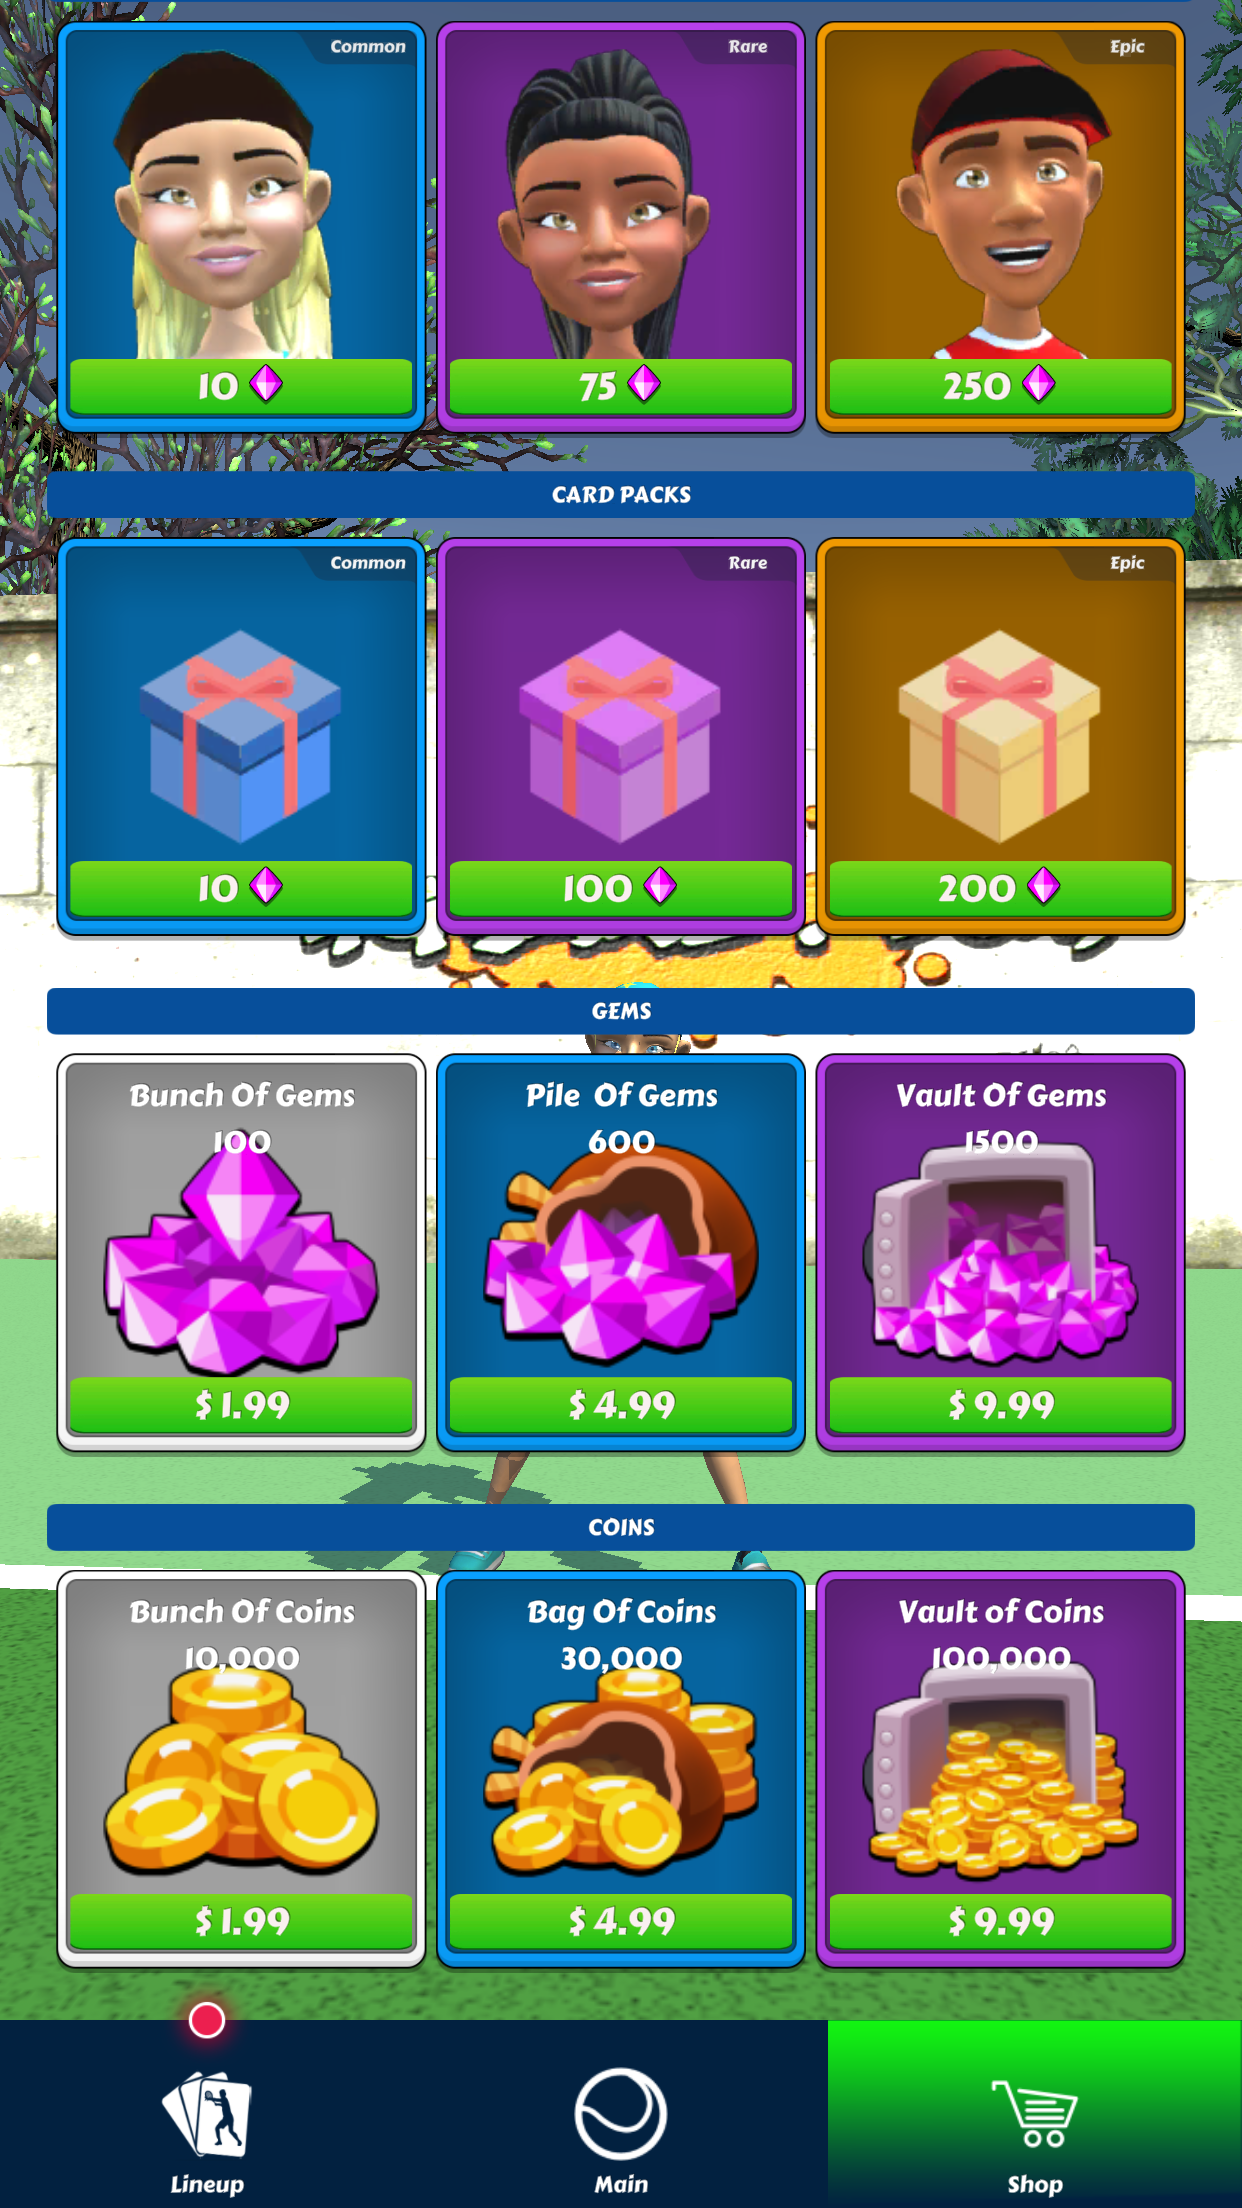 Common
Rare
Epic
10
75
250
CARD PACKS
Common
Rare
Epic
10
100
200
GEMS
Bunch Of Gems
100
Pile Of Gems
600
Vault Of Gems
1500
$ 1.99
$ 4.99
$ 9.99
COINS
Bunch Of Coins
10,000
Bag Of Coins
30,000
Vault of Coins
100,000
$ 1.99
$ 4.99
$ 9.99
Lineup
Main
Shop